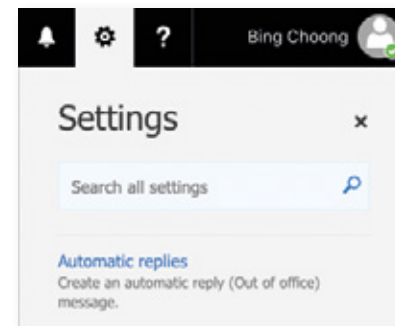 ? Bing Choong
Settings
Search all settings
Automatic replies
Create an automatic reply (Out of office)
message.